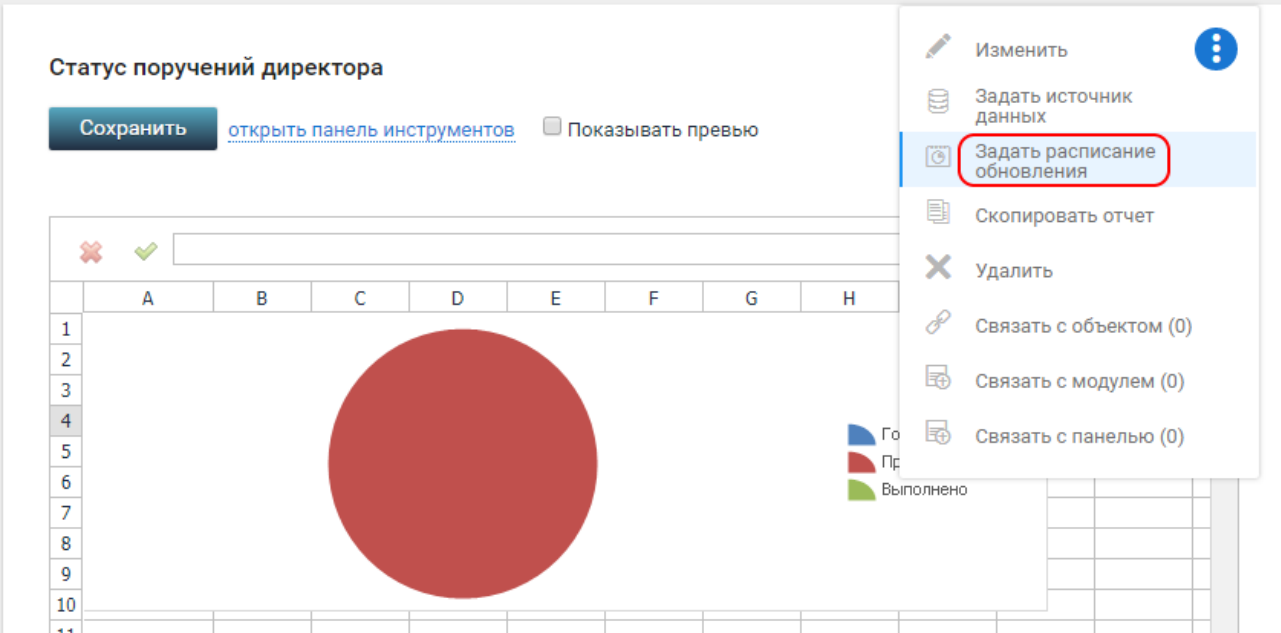 Статус поручений директора
Сохранить открыть панель инструментов Показывать превью
Изменить
Задать источник
данных
Задать расписание
обновления
Скопировать отчет
Удалить
Связать с объектом (0)
Связать с модулем (0)
Связать с панелью (0)
A B C D E F G H
1
2
3
4
5
6
7
8
9
10
Выполнено